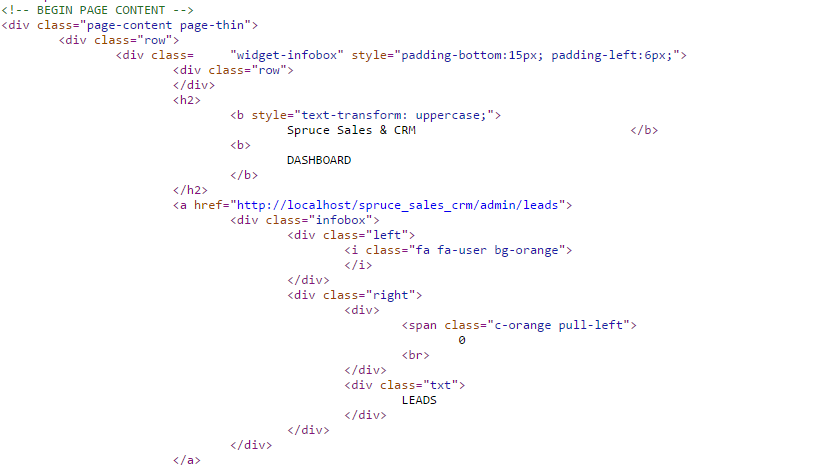 <!-- BEGIN PAGE CONTENT -->
<div class="page-content page-thin">
<div class="row">
<div class= "widget-infobox" style="padding-bottom:15px; padding-left:6px;">
<div class="row">
</div>
<h2>
<b style="text-transform: uppercase;">
Spruce Sales & CRM </b>
<b>
DASHBOARD
</b>
</h2>
<a href="http://localhost/spruce_sales_crm/admin/leads">
<div class="infobox">
<div class="left">
<i class="fa fa-user bg-orange">
</i>
</div>
<div class="right">
<div>
<span class="c-orange pull-left">
0
<br>
</div>
<div class="txt">
LEADS
</div>
</div>
</div>
</a>